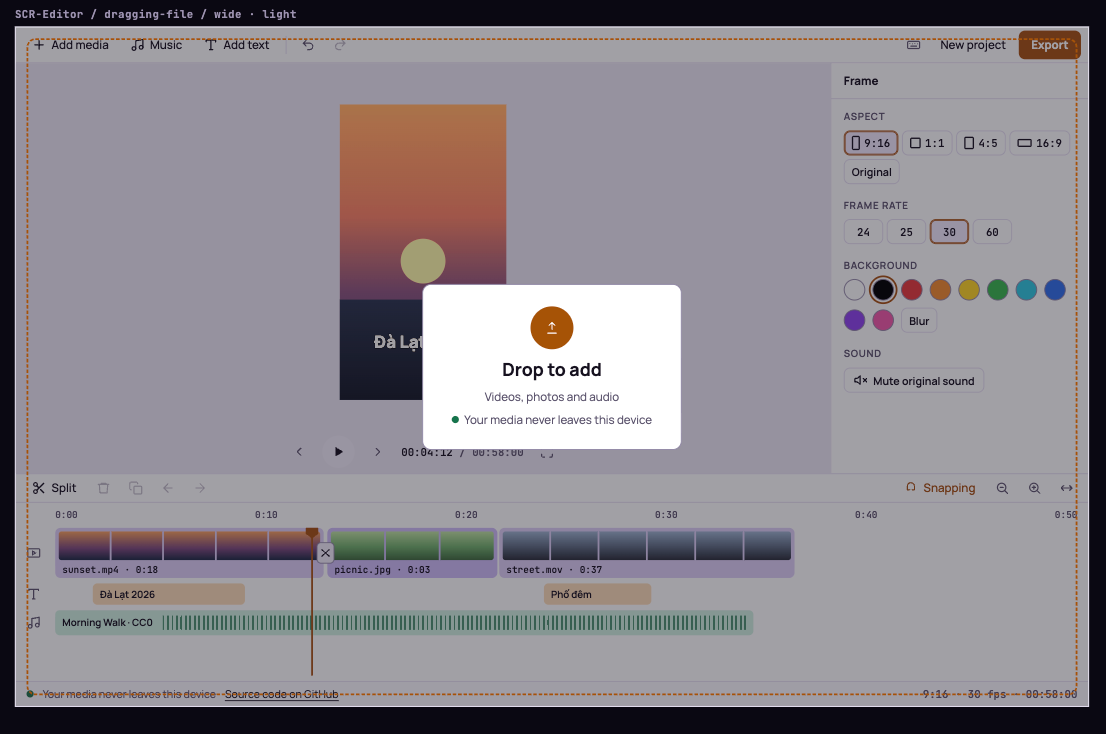 SCR-Editor / dragging-file / wide · light
Add media Music Add text New project Export
Frame
ASPECT
9:16 1:1 4:5 16:9
Original
FRAME RATE
24 25 30 60
BACKGROUND
Blur
SOUND
Mute original sound
Đà Lạt
Drop to add
Videos, photos and audio
Your media never leaves this device
00:04:12 / 00:58:00
Split Snapping
0:00 0:10 0:20 0:30 0:40 0:50
sunset.mp4 · 0:18 picnic.jpg · 0:03 street.mov · 0:37
Đà Lạt 2026 Phố đêm
Morning Walk · CC0
Your media never leaves this device Source code on GitHub 9:16 · 30 fps · 00:58:00